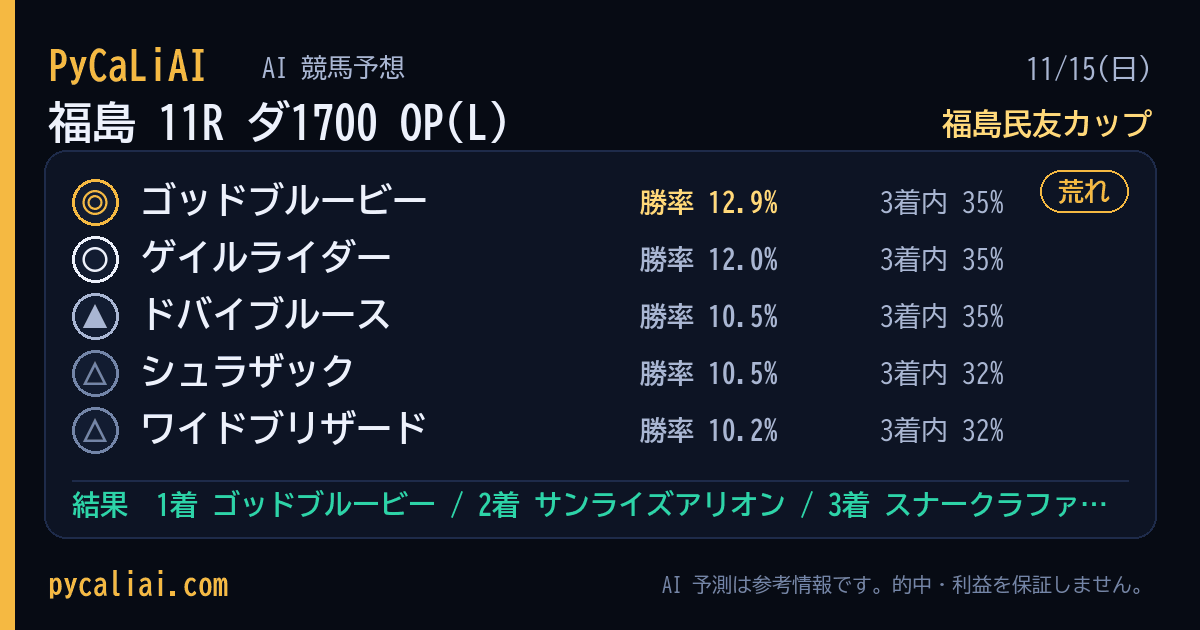 PyCaLiAI AI 競馬予想 11/15(日)
福島 11R ダ1700 OP(L) 福島民友カップ
◎ ゴッドブルービー 勝率 12.9% 3着内 35% 荒れ
○ ゲイルライダー 勝率 12.0% 3着内 35%
▲ ドバイブルース 勝率 10.5% 3着内 35%
△ シュラザック 勝率 10.5% 3着内 32%
△ ワイドブリザード 勝率 10.2% 3着内 32%
結果 1着 ゴッドブルービー / 2着 サンライズアリオン / 3着 スナークラファ…
pycaliai.com AI 予測は参考情報です。的中・利益を保証しません。